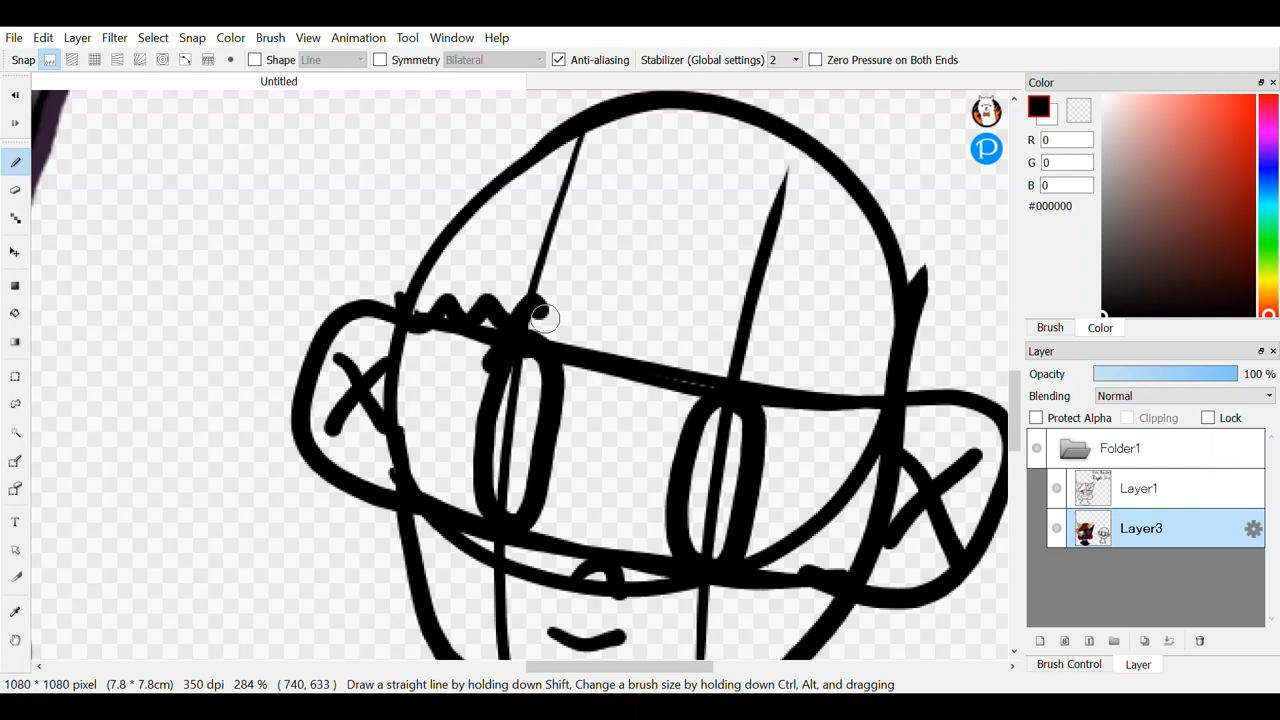 File Edit Layer Filter Select Snap Color Brush View Animation Tool Window Help
Snap Shape Line Symmetry Bilateral Anti-aliasing Stabilizer (Global settings) 2 Zero Pressure on Both Ends
Untitled
Color
R 0
G 0
B 0
#000000
Brush Color
Layer
Opacity 100 %
Blending Normal
Protect Alpha Clipping Lock
Folder1
Layer1
Layer3
Brush Control Layer
1080 * 1080 pixel (7.8 * 7.8cm) 350 dpi 284 % ( 740, 633 ) Draw a straight line by holding down Shift, Change a brush size by holding down Ctrl, Alt, and dragging